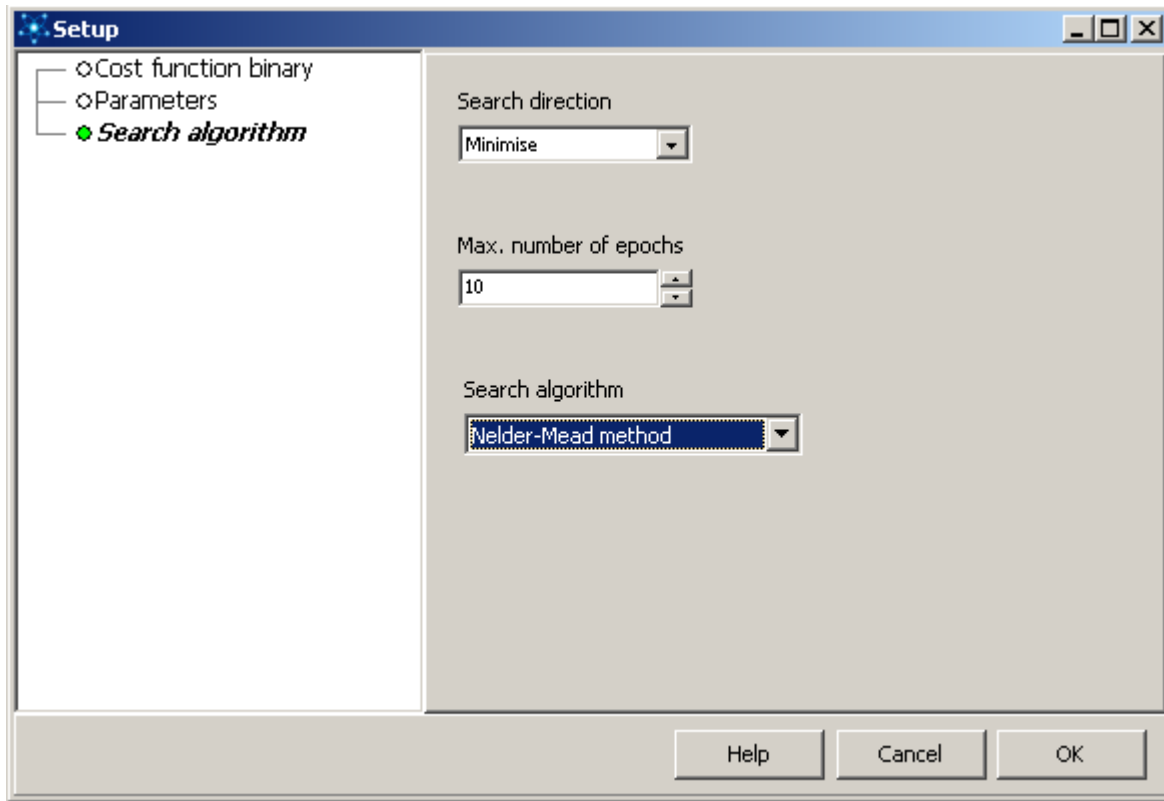 Setup
Cost function binary
Parameters
Search algorithm
Search direction
Minimise
Max. number of epochs
10
Search algorithm
Nelder-Mead method
Help Cancel OK